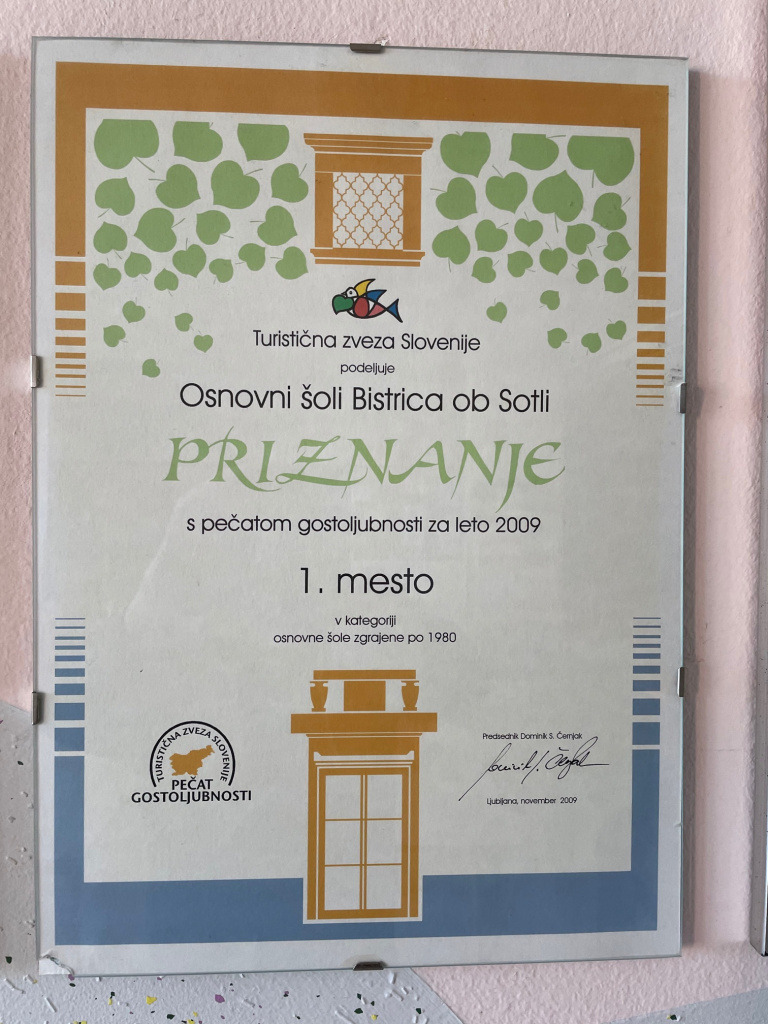 Turistična zveza Slovenije
podeljuje
Osnovni šoli Bistrica ob Sotli
PRIZNANJE
s pečatom gostoljubnosti za leto 2009
1. mesto
v kategoriji
osnovne šole zgrajene po 1980
TURISTIČNA ZVEZA SLOVENIJE
PEČAT
GOSTOLJUBNOSTI
Predsednik Dominik S. Černjak
Ljubljana, november 2009